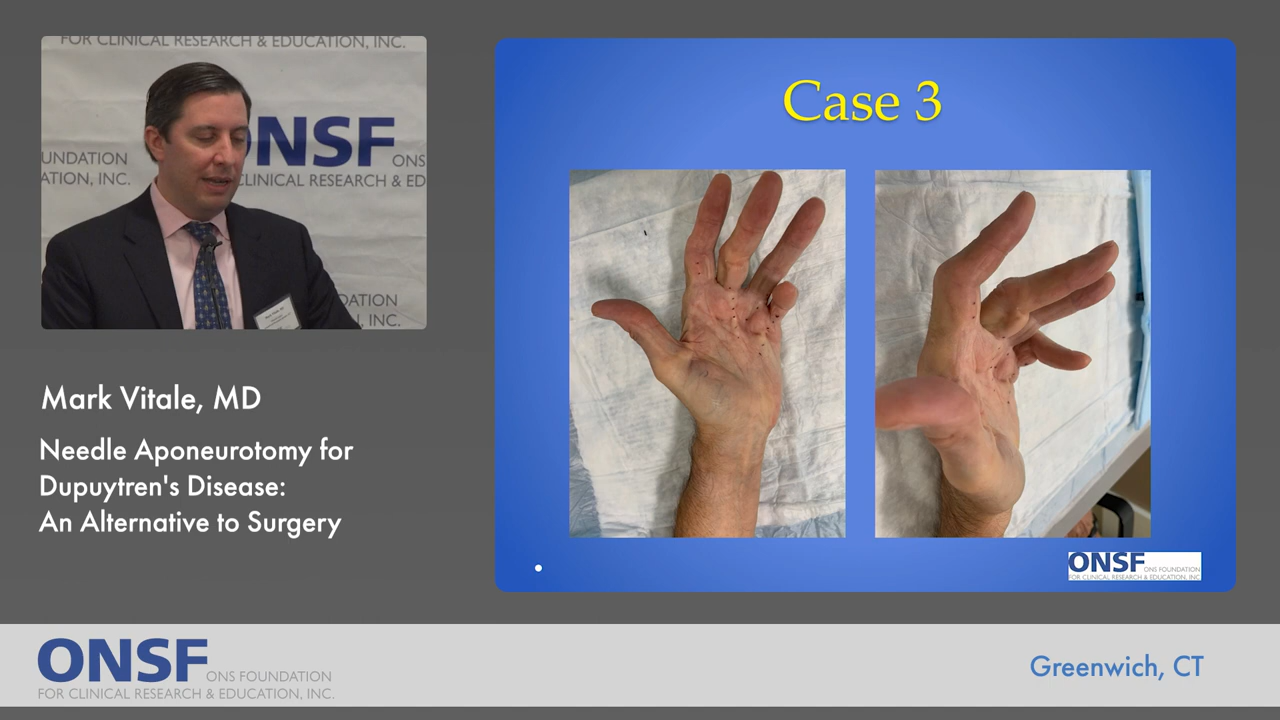 FOR CLINICAL RESEARCH & EDUCATION, INC.
ONSF ONS
UNDATION
CLINICAL RESEARCH & ED
ATION, INC.
DATION
, INC.
Mark Vitale, MD
Needle Aponeurotomy for
Dupuytren's Disease:
An Alternative to Surgery
Case 3
ONSF ONS FOUNDATION
FOR CLINICAL RESEARCH & EDUCATION, INC.
ONSF ONS FOUNDATION
FOR CLINICAL RESEARCH & EDUCATION, INC.
Greenwich, CT